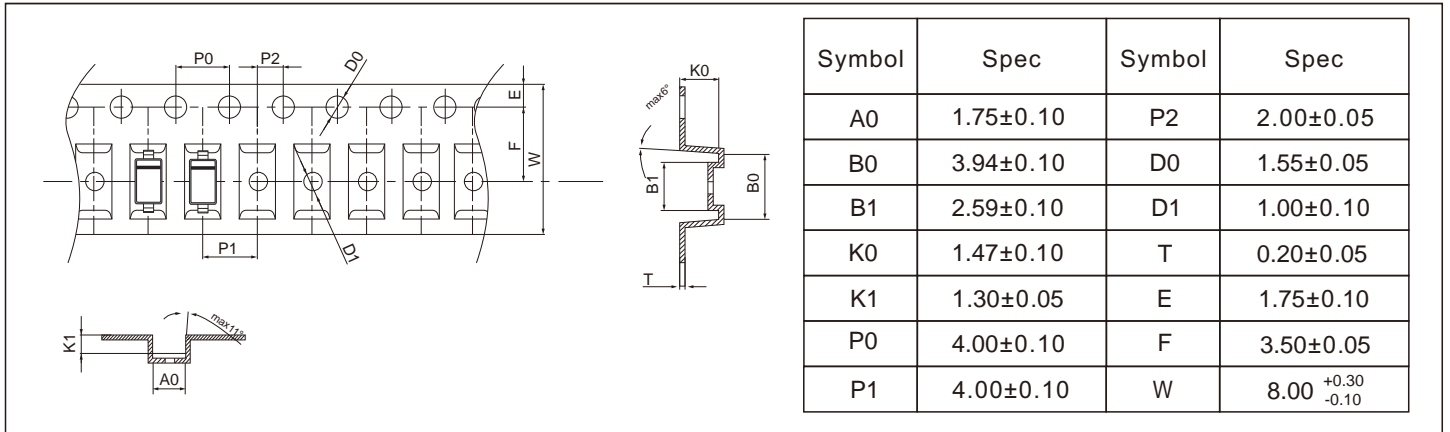 P0
P2
D0
E
F
W
P1
D1
K0
max6°
B1
B0
T
K1
max11°
A0
Symbol Spec Symbol Spec
A0 1.75±0.10 P2 2.00±0.05
B0 3.94±0.10 D0 1.55±0.05
B1 2.59±0.10 D1 1.00±0.10
K0 1.47±0.10 T 0.20±0.05
K1 1.30±0.05 E 1.75±0.10
P0 4.00±0.10 F 3.50±0.05
P1 4.00±0.10 W 8.00 +0.30 -0.10